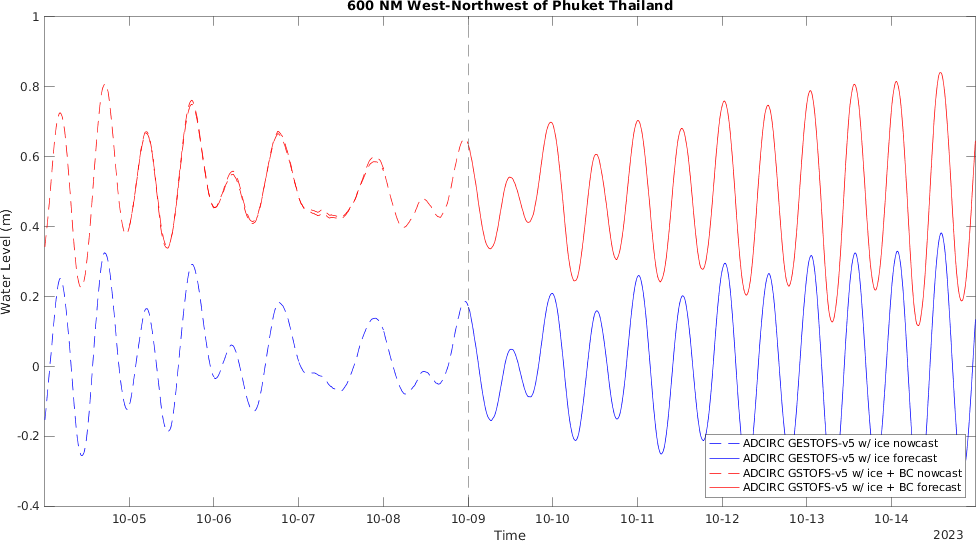 600 NM West-Northwest of Phuket Thailand
1
0.8
0.6
0.4
0.2
0
-0.2
-0.4
Water Level (m)
10-05 10-06 10-07 10-08 10-09 10-10 10-11 10-12 10-13 10-14
Time
2023
ADCIRC GESTOFS-v5 w/ ice nowcast
ADCIRC GESTOFS-v5 w/ ice forecast
ADCIRC GSTOFS-v5 w/ ice + BC nowcast
ADCIRC GSTOFS-v5 w/ ice + BC forecast